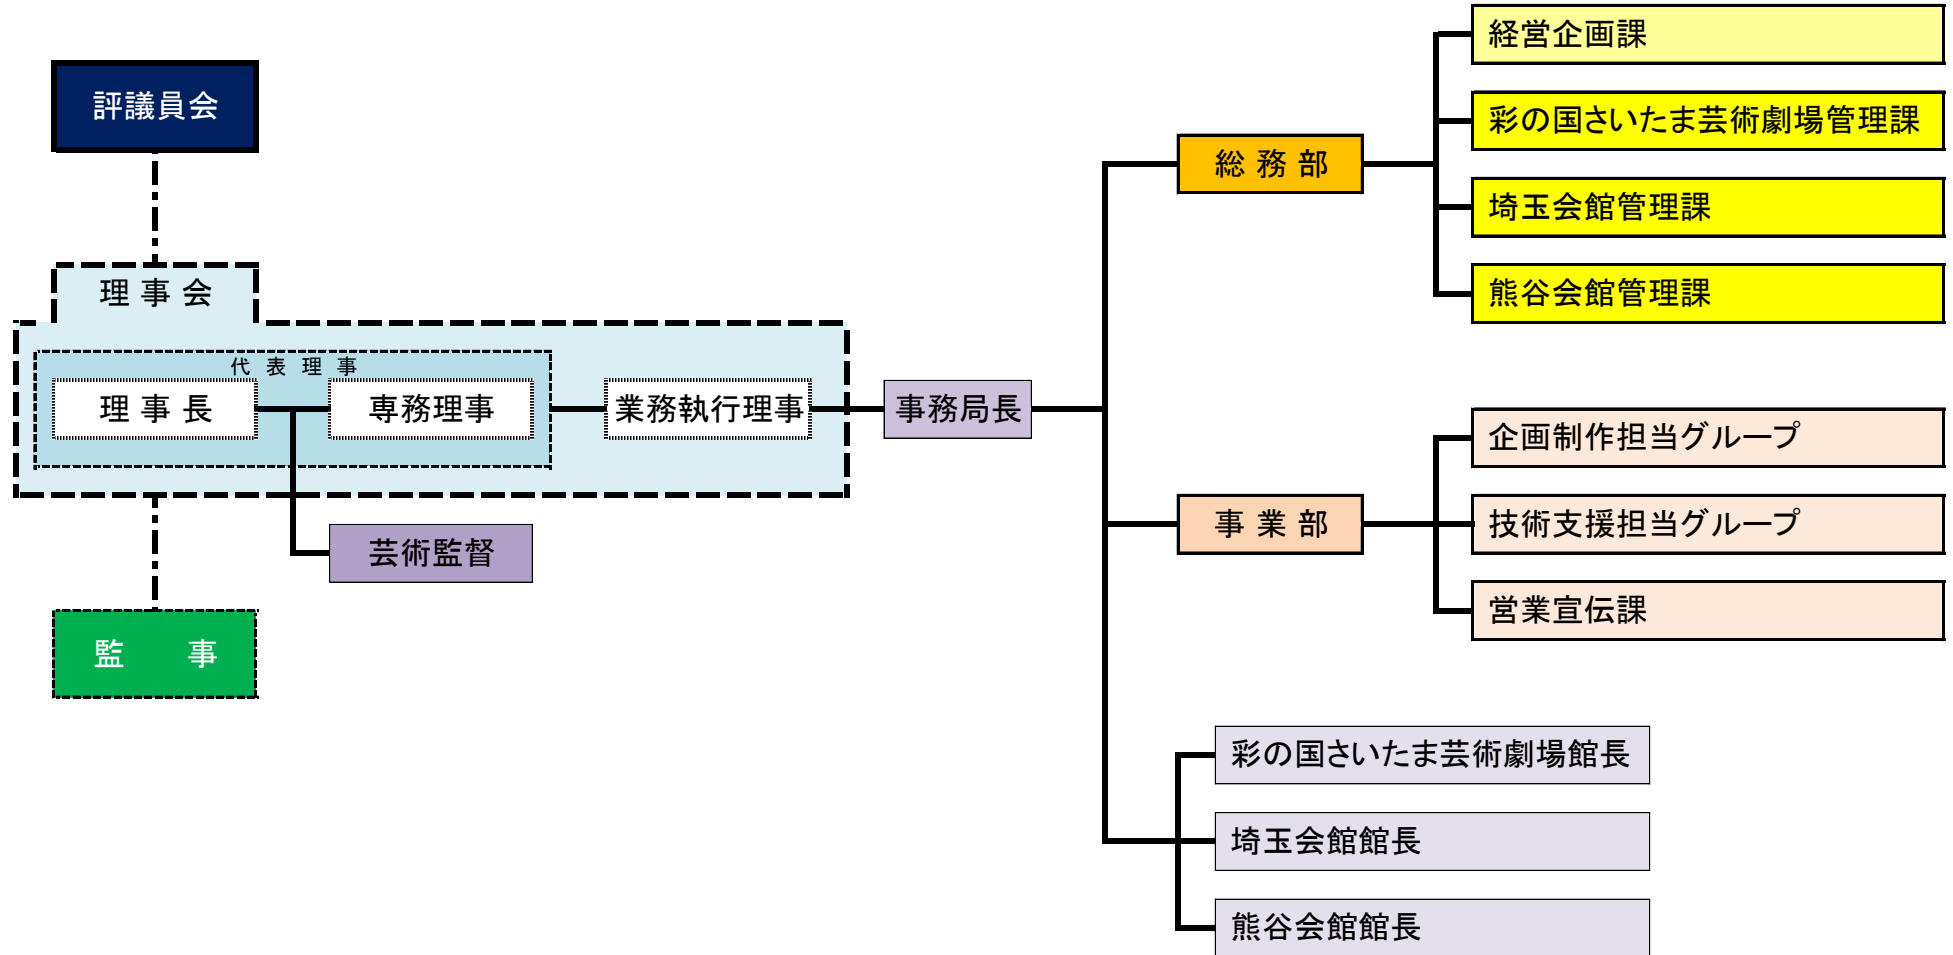 評議員会
理事会
代表理事
理事長
専務理事
業務執行理事
芸術監督
監　事
事務局長
総務部
経営企画課
彩の国さいたま芸術劇場管理課
埼玉会館管理課
熊谷会館管理課
事業部
企画制作担当グループ
技術支援担当グループ
営業宣伝課
彩の国さいたま芸術劇場館長
埼玉会館館長
熊谷会館館長